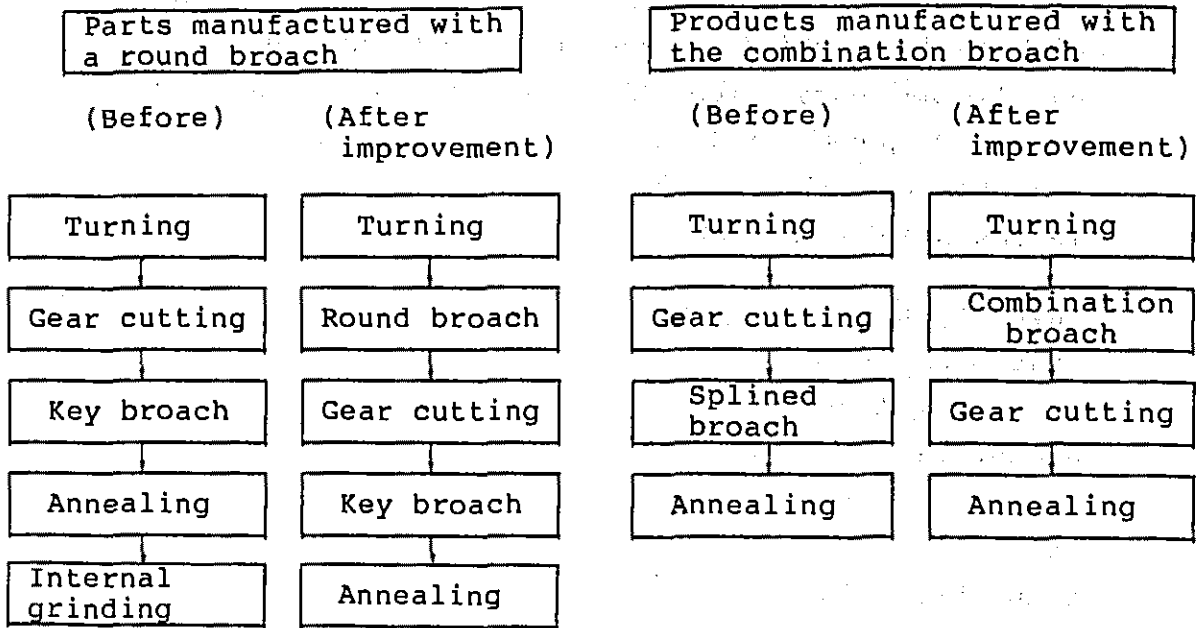 Parts manufactured with
a round broach
(Before)
(After
improvement)
Turning
Gear cutting
Key broach
Annealing
Internal
grinding
Turning
Round broach
Gear cutting
Key broach
Annealing
Products manufactured with
the combination broach
(Before)
(After
improvement)
Turning
Gear cutting
Splined
broach
Annealing
Turning
Combination
broach
Gear cutting
Annealing